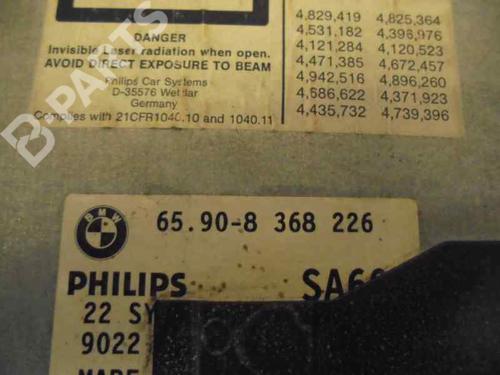 DANGER
Invisible Laser radiation when open.
AVOID DIRECT EXPOSURE TO BEAM
Philips Car Systems
D-35576 Wetzlar
Germany
Complies with 21CFR1040.10 and 1040.11
4,829,419 4,825,364
4,531,182 4,396,976
4,121,284 4,120,523
4,471,385 4,672,457
4,942,516 4,896,260
4,586,622 4,371,923
4,435,732 4,739,396
B-PARTS
BMW
65.90-8 368 226
PHILIPS
22 SY
9022